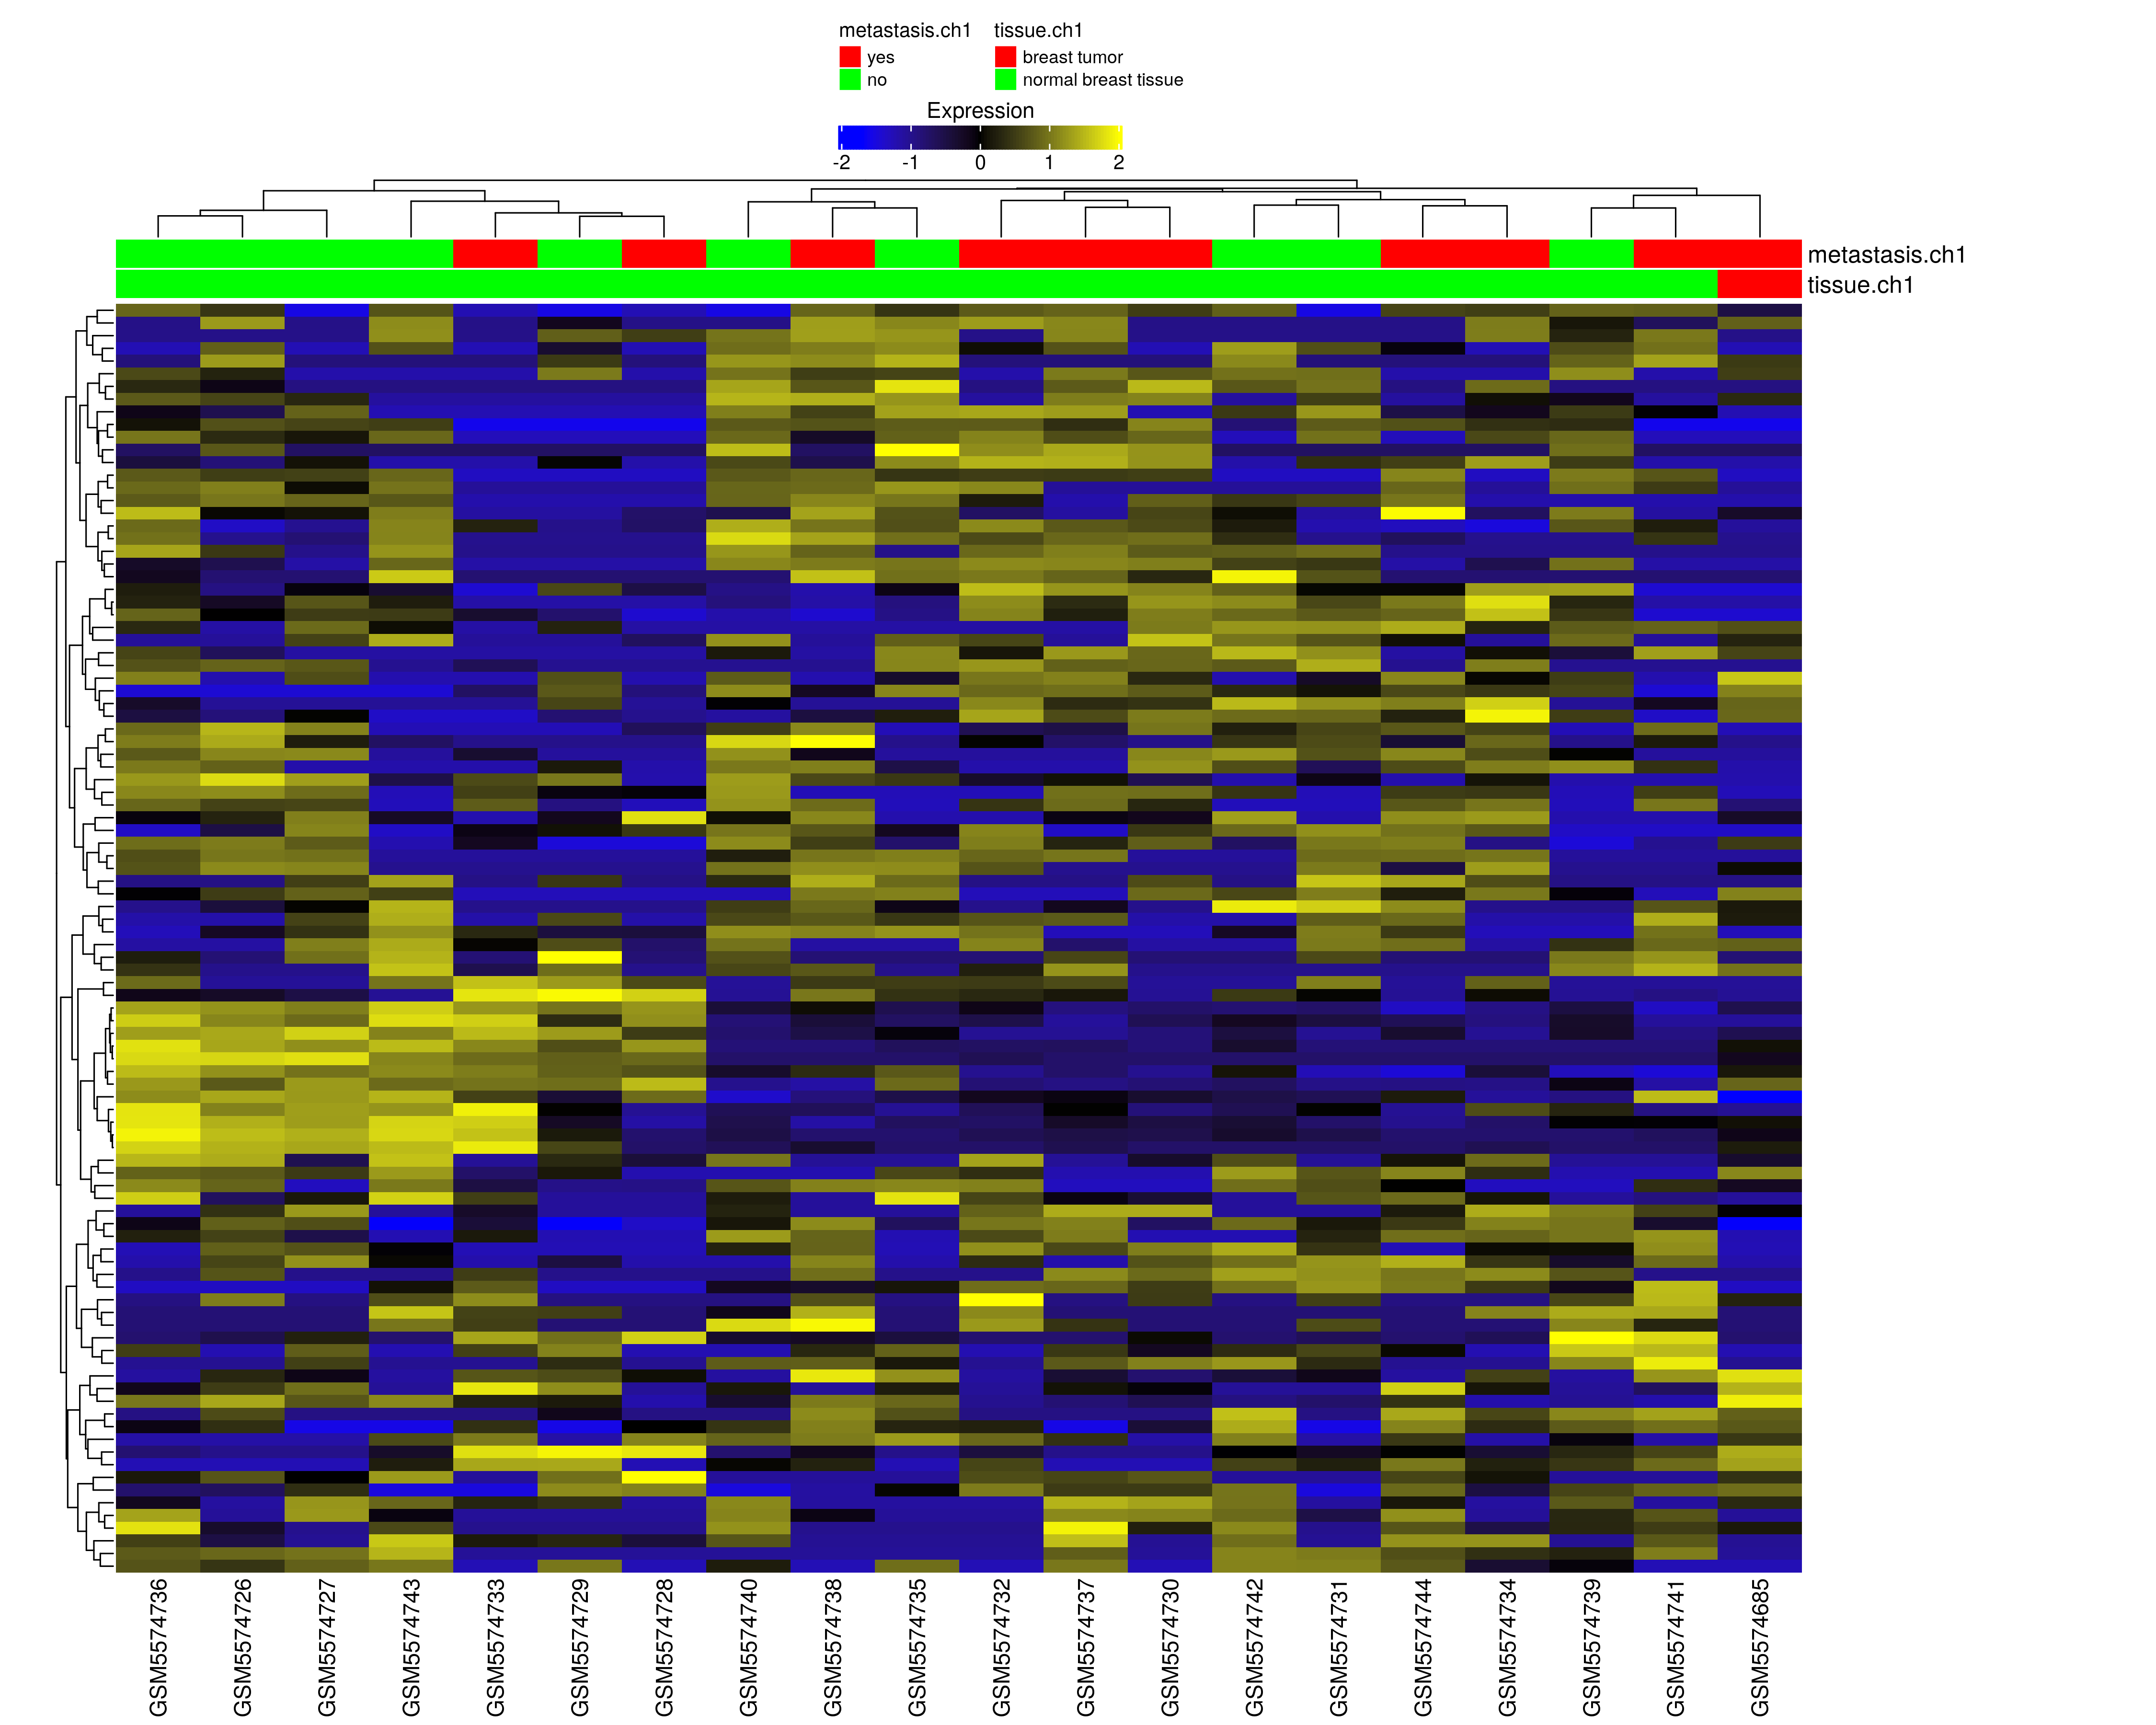 metastasis.ch1 tissue.ch1
yes breast tumor
no normal breast tissue
Expression
-2 -1 0 1 2
metastasis.ch1
tissue.ch1
GSM5574736 GSM5574726 GSM5574727 GSM5574743 GSM5574733 GSM5574729 GSM5574728 GSM5574740 GSM5574738 GSM5574735 GSM5574732 GSM5574737 GSM5574730 GSM5574742 GSM5574731 GSM5574744 GSM5574734 GSM5574739 GSM5574741 GSM5574685